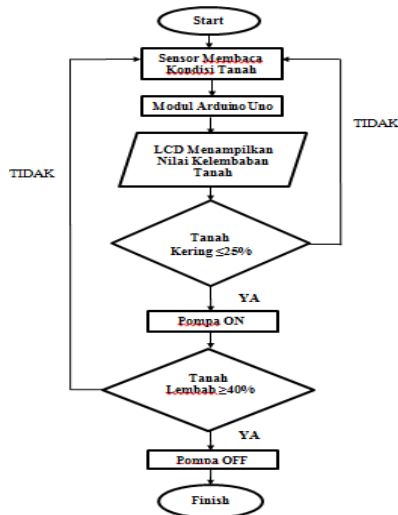 Start
Sensor Membaca
Kondisi Tanah
Modul Arduino Uno
TIDAK
LCD Menampilkan
Nilai Kelembaban
Tanah
TIDAK
Tanah
Kering ≤25%
YA
Pompa ON
Tanah
Lembab ≥40%
YA
Pompa OFF
Finish